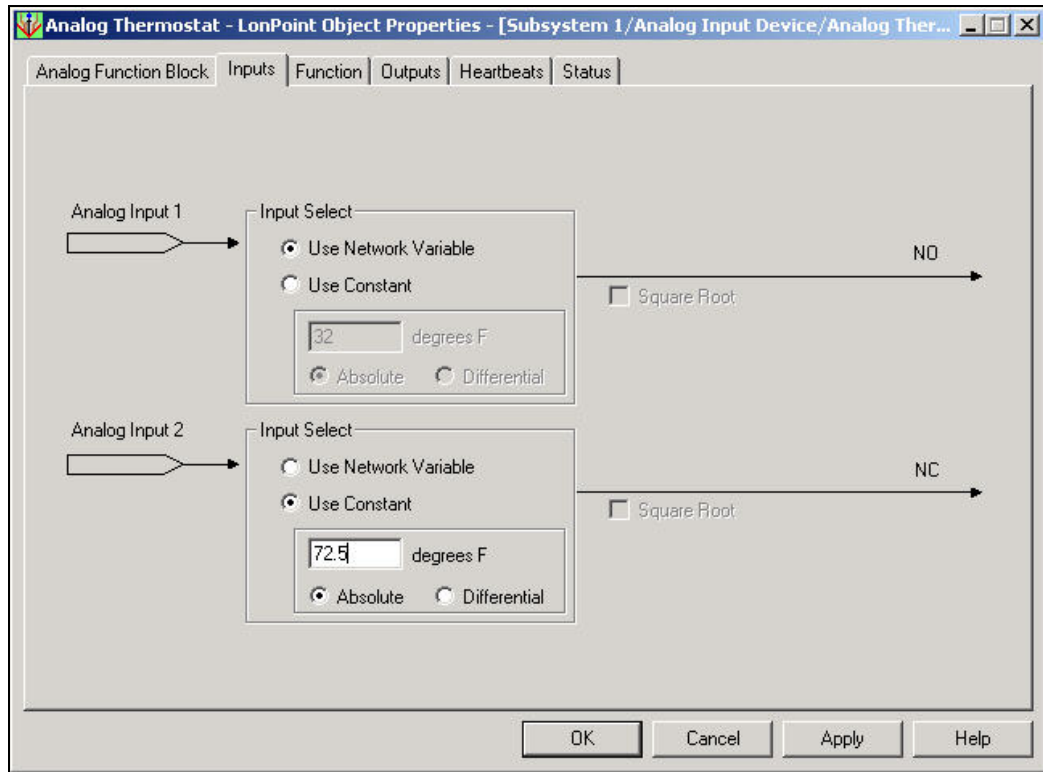 Analog Thermostat - LonPoint Object Properties - [Subsystem 1/Analog Input Device/Analog Ther...
Analog Function Block Inputs Function Outputs Heartbeats Status
Analog Input 1
Input Select
Use Network Variable
Use Constant
32 degrees F
Absolute Differential
NO
Square Root
Analog Input 2
Input Select
Use Network Variable
Use Constant
72.5 degrees F
Absolute Differential
NC
Square Root
OK Cancel Apply Help